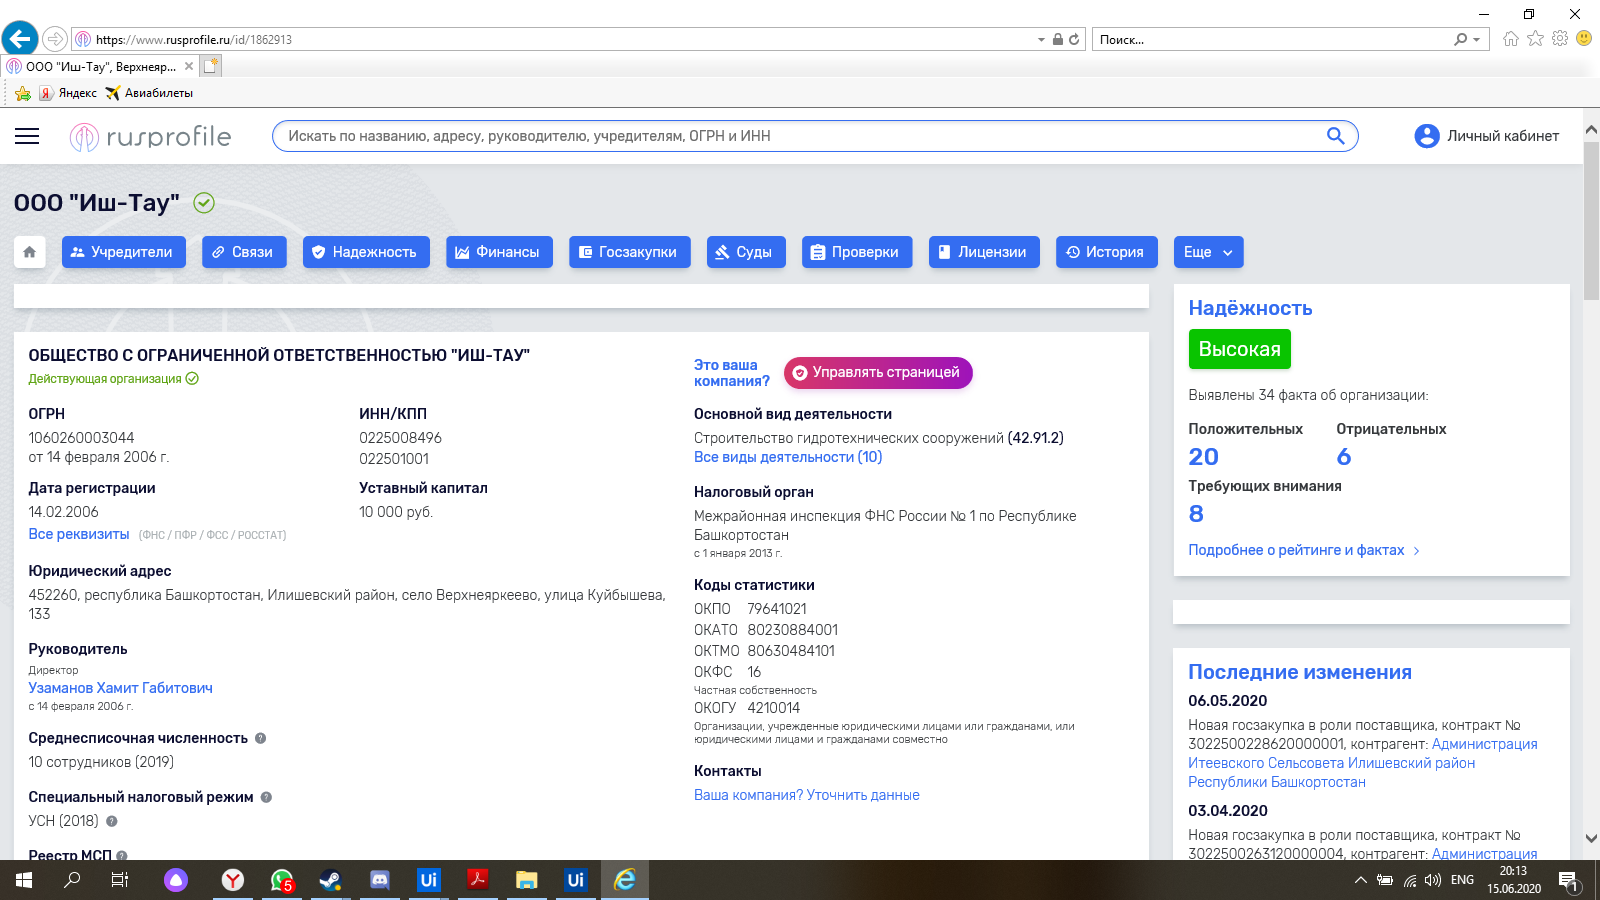 https://www.rusprofile.ru/id/1862913
Поиск...
ООО "Иш-Тау", Верхнеяр...
Яндекс
Авиабилеты
rusprofile
Искать по названию, адресу, руководителю, учредителям, ОГРН и ИНН
Личный кабинет
ООО "Иш-Тау"
Учредители
Связи
Надежность
Финансы
Госзакупки
Суды
Проверки
Лицензии
История
Еще
ОБЩЕСТВО С ОГРАНИЧЕННОЙ ОТВЕТСТВЕННОСТЬЮ "ИШ-ТАУ"
Действующая организация
ОГРН
1060260003044
от 14 февраля 2006 г.
ИНН/КПП
0225008496
022501001
Дата регистрации
14.02.2006
Уставный капитал
10 000 руб.
Все реквизиты (ФНС / ПФР / ФСС / РОССТАТ)
Юридический адрес
452260, республика Башкортостан, Илишевский район, село Верхнеяркеево, улица Куйбышева,
133
Руководитель
Директор
Узаманов Хамит Габитович
с 14 февраля 2006 г.
Среднесписочная численность
10 сотрудников (2019)
Специальный налоговый режим
УСН (2018)
Реестр МСП
Это ваша
компания?
Управлять страницей
Основной вид деятельности
Строительство гидротехнических сооружений (42.91.2)
Все виды деятельности (10)
Налоговый орган
Межрайонная инспекция ФНС России № 1 по Республике
Башкортостан
с 1 января 2013 г.
Коды статистики
ОКПО 79641021
ОКАТО 80230884001
ОКТМО 80630484101
ОКФС 16
Частная собственность
ОКОГУ 4210014
Организации, учрежденные юридическими лицами или гражданами, или
юридическими лицами и гражданами совместно
Контакты
Ваша компания? Уточнить данные
Надёжность
Высокая
Выявлены 34 факта об организации:
Положительных
20
Отрицательных
6
Требующих внимания
8
Подробнее о рейтинге и фактах
Последние изменения
06.05.2020
Новая госзакупка в роли поставщика, контракт №
3022500228620000001, контрагент: Администрация
Итеевского Сельсовета Илишевский район
Республики Башкортостан
03.04.2020
Новая госзакупка в роли поставщика, контракт №
3022500263120000004, контрагент: Администрация
5
Ui
Ui
ENG
20:13
15.06.2020
1